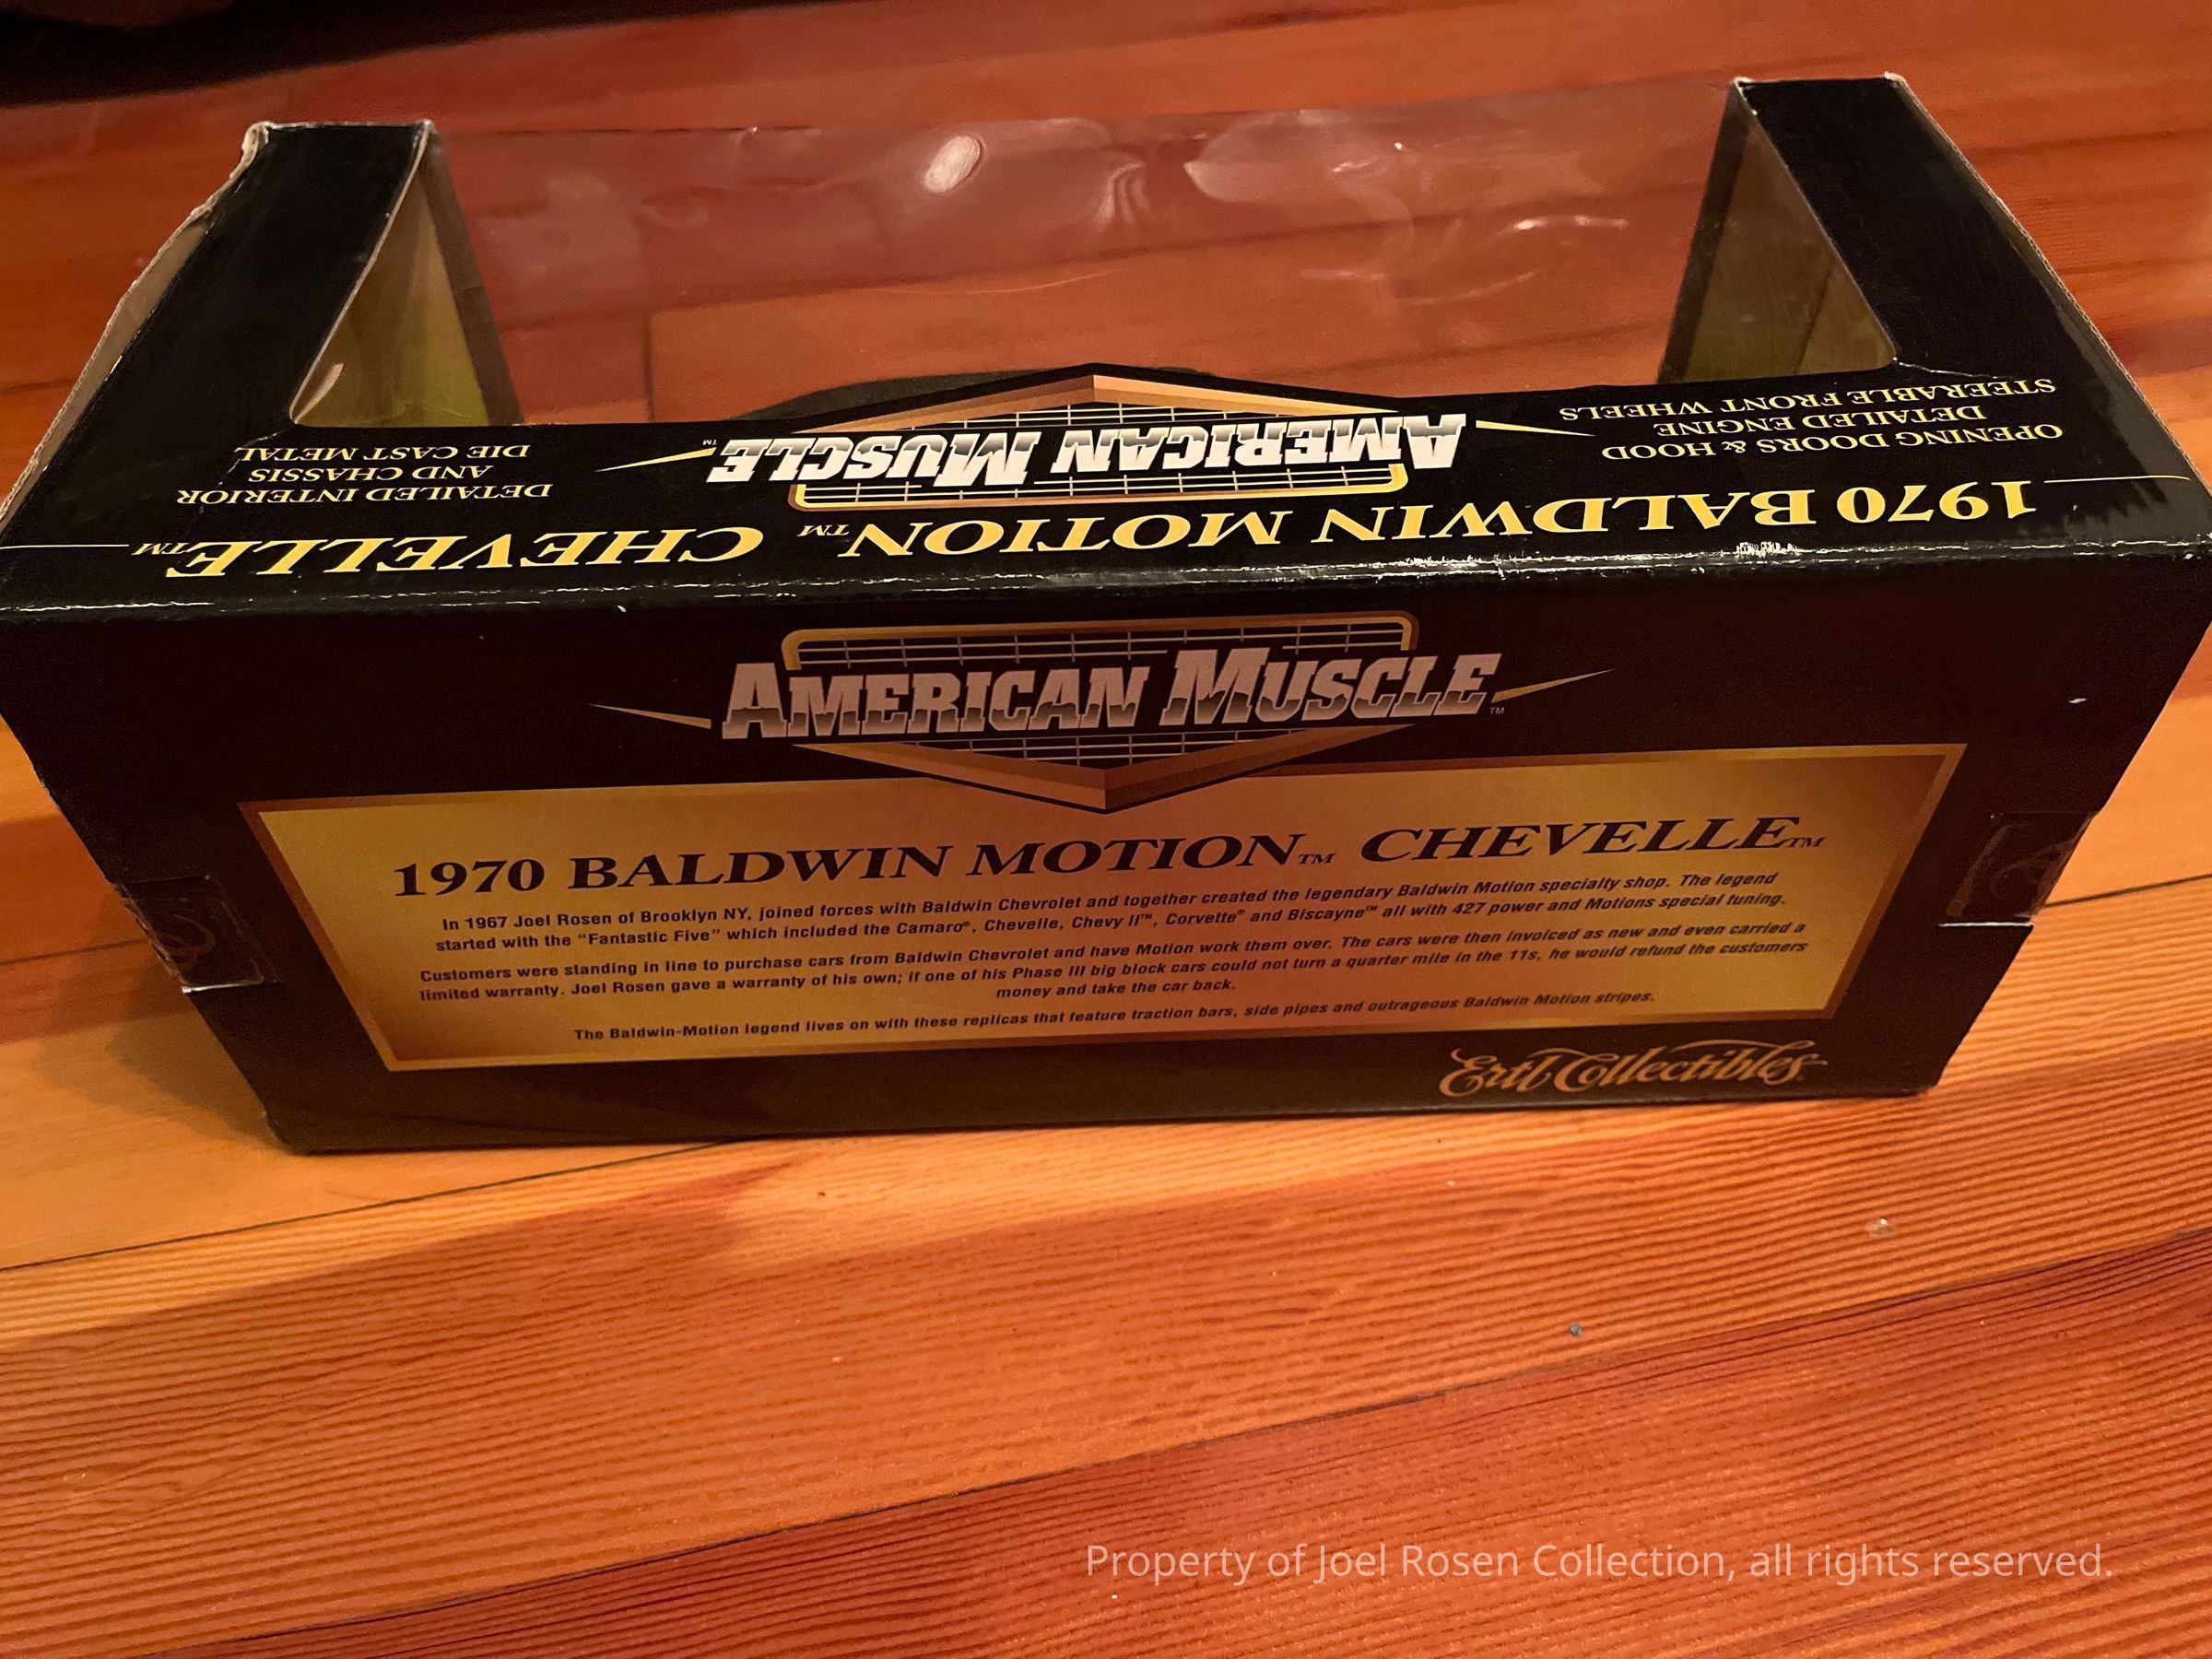 DETAILED INTERIOR
AND CHASSIS
DIE CAST METAL
AMERICAN MUSCLE™
OPENING DOORS & HOOD
DETAILED ENGINE
STEERABLE FRONT WHEELS
1970 BALDWIN MOTION™ CHEVELLE™
AMERICAN MUSCLE™
1970 BALDWIN MOTION™ CHEVELLE™
In 1967 Joel Rosen of Brooklyn NY, joined forces with Baldwin Chevrolet and together created the legendary Baldwin Motion specialty shop. The legend
started with the "Fantastic Five" which included the Camaro®, Chevelle, Chevy II™, Corvette® and Biscayne™ all with 427 power and Motions special tuning.
Customers were standing in line to purchase cars from Baldwin Chevrolet and have Motion work them over. The cars were then invoiced as new and even carried a
limited warranty. Joel Rosen gave a warranty of his own; if one of his Phase III big block cars could not turn a quarter mile in the 11s, he would refund the customers
money and take the car back.
The Baldwin-Motion legend lives on with these replicas that feature traction bars, side pipes and outrageous Baldwin Motion stripes.
Ertl Collectibles
Property of Joel Rosen Collection, all rights reserved.